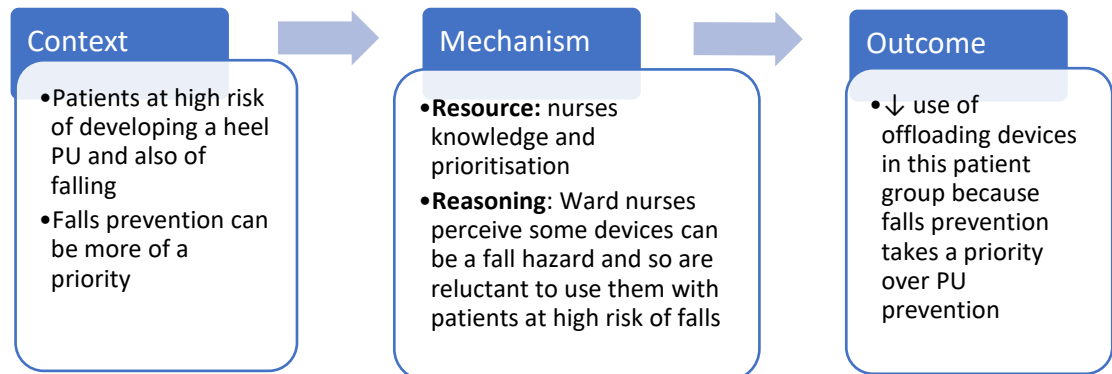 Context
•Patients at high risk
of developing a heel
PU and also of
falling
•Falls prevention can
be more of a
priority
Mechanism
•Resource: nurses
knowledge and
prioritisation
•Reasoning: Ward nurses
perceive some devices can
be a fall hazard and so are
reluctant to use them with
patients at high risk of falls
Outcome
•↓ use of
offloading devices
in this patient
group because
falls prevention
takes a priority
over PU
prevention